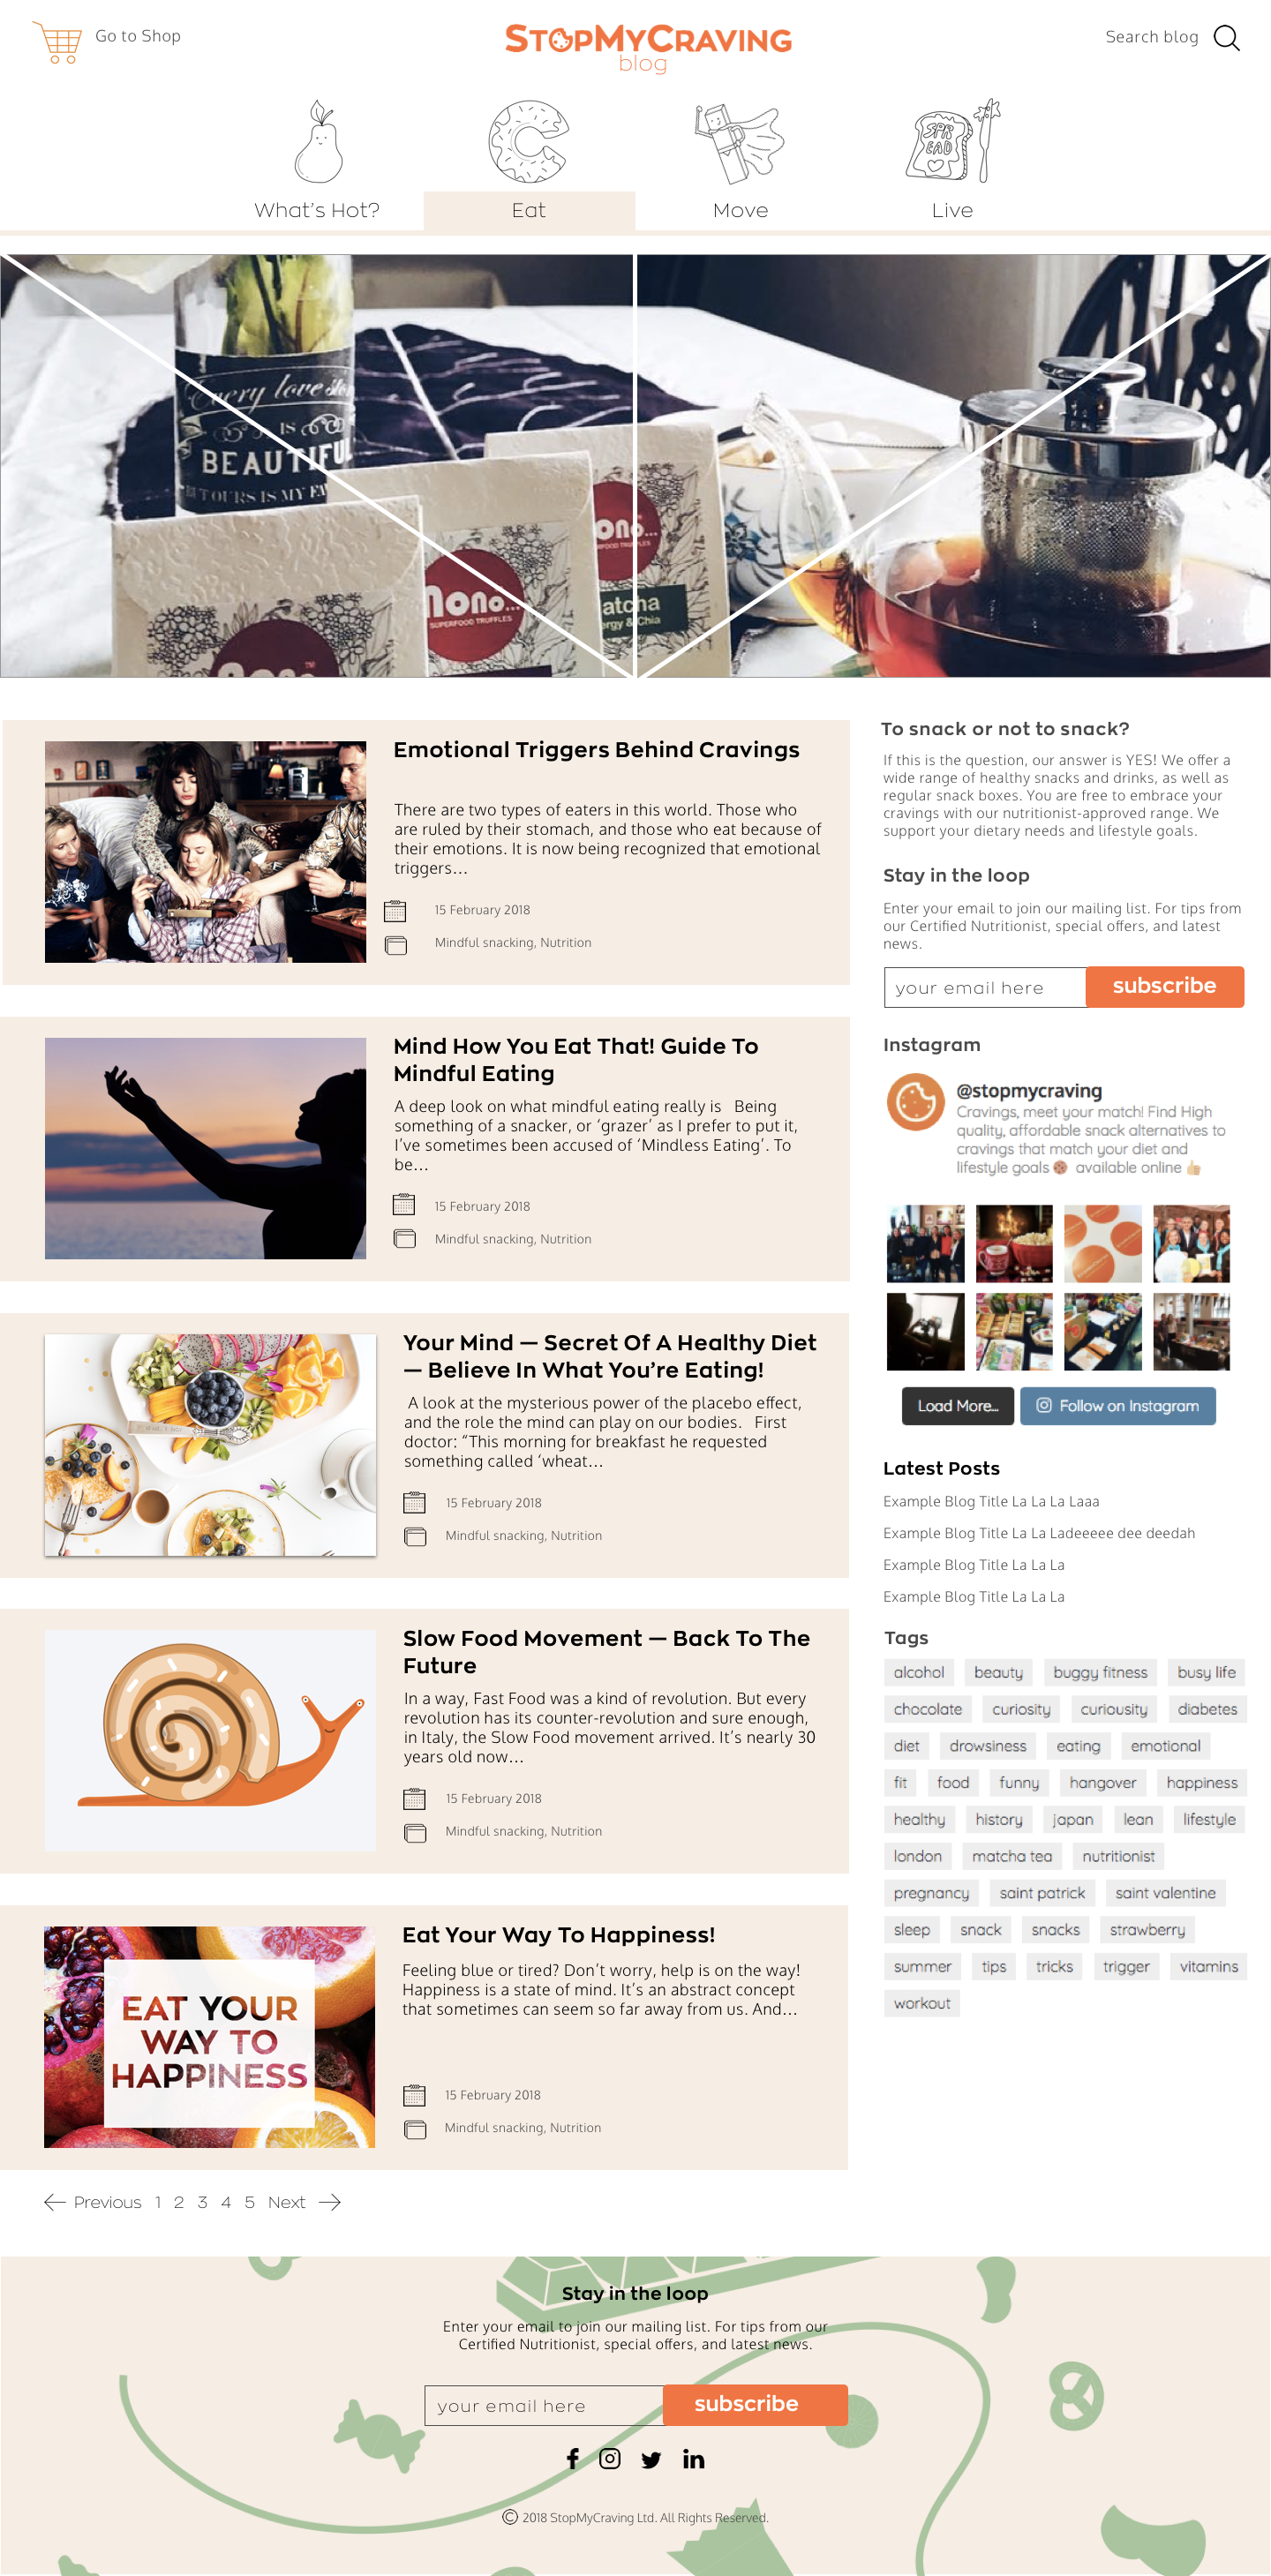 Go to Shop
STOPMYCRAVING
blog
Search blog
SPR
EAD
What's Hot?
Eat
Move
Live
Every love
IS
BEAUTIFUL
BUT OURS IS MY
nono...
SUPERFOOD TRUFFLES
To snack or not to snack?
If this is the question, our answer is YES! We offer a
wide range of healthy snacks and drinks, as well as
regular snack boxes. You are free to embrace your
cravings with our nutritionist-approved range. We
support your dietary needs and lifestyle goals.
Stay in the loop
Enter your email to join our mailing list. For tips from
our Certified Nutritionist, special offers, and latest
news.
your email here
subscribe
Instagram
@stopmycraving
Cravings, meet your match! Find High
quality, affordable snack alternatives to
cravings that match your diet and
lifestyle goals 🍪 available online 👍
Load More...
Follow on Instagram
Latest Posts
Example Blog Title La La La Laaa
Example Blog Title La La Ladeeeee dee deedah
Example Blog Title La La La
Example Blog Title La La La
Tags
alcohol beauty buggy fitness busy life
chocolate curiosity curiousity diabetes
diet drowsiness eating emotional
fit food funny hangover happiness
healthy history japan lean lifestyle
london matcha tea nutritionist
pregnancy saint patrick saint valentine
sleep snack snacks strawberry
summer tips tricks trigger vitamins
workout
Emotional Triggers Behind Cravings
There are two types of eaters in this world. Those who
are ruled by their stomach, and those who eat because of
their emotions. It is now being recognized that emotional
triggers…
15 February 2018
Mindful snacking, Nutrition
Mind How You Eat That! Guide To
Mindful Eating
A deep look on what mindful eating really is   Being
something of a snacker, or ‘grazer’ as I prefer to put it,
I’ve sometimes been accused of ‘Mindless Eating’. To
be…
15 February 2018
Mindful snacking, Nutrition
Your Mind — Secret Of A Healthy Diet
— Believe In What You’re Eating!
A look at the mysterious power of the placebo effect,
and the role the mind can play on our bodies.   First
doctor: “This morning for breakfast he requested
something called ‘wheat…
15 February 2018
Mindful snacking, Nutrition
Slow Food Movement — Back To The
Future
In a way, Fast Food was a kind of revolution. But every
revolution has its counter-revolution and sure enough,
in Italy, the Slow Food movement arrived. It’s nearly 30
years old now…
15 February 2018
Mindful snacking, Nutrition
EAT YOUR
WAY TO
HAPPINESS
Eat Your Way To Happiness!
Feeling blue or tired? Don’t worry, help is on the way!
Happiness is a state of mind. It’s an abstract concept
that sometimes can seem so far away from us. And…
15 February 2018
Mindful snacking, Nutrition
Previous 1 2 3 4 5 Next
Stay in the loop
Enter your email to join our mailing list. For tips from our
Certified Nutritionist, special offers, and latest news.
your email here
subscribe
© 2018 StopMyCraving Ltd. All Rights Reserved.